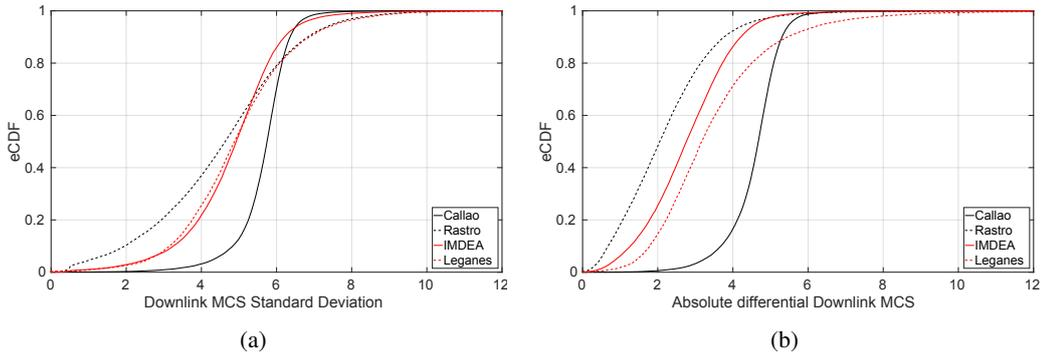 1
0.8
0.6
0.4
0.2
0
eCDF
0 2 4 6 8 10 12
Downlink MCS Standard Deviation
Callao
Rastro
IMDEA
Leganes
(a)
1
0.8
0.6
0.4
0.2
0
eCDF
0 2 4 6 8 10 12
Absolute differential Downlink MCS
Callao
Rastro
IMDEA
Leganes
(b)